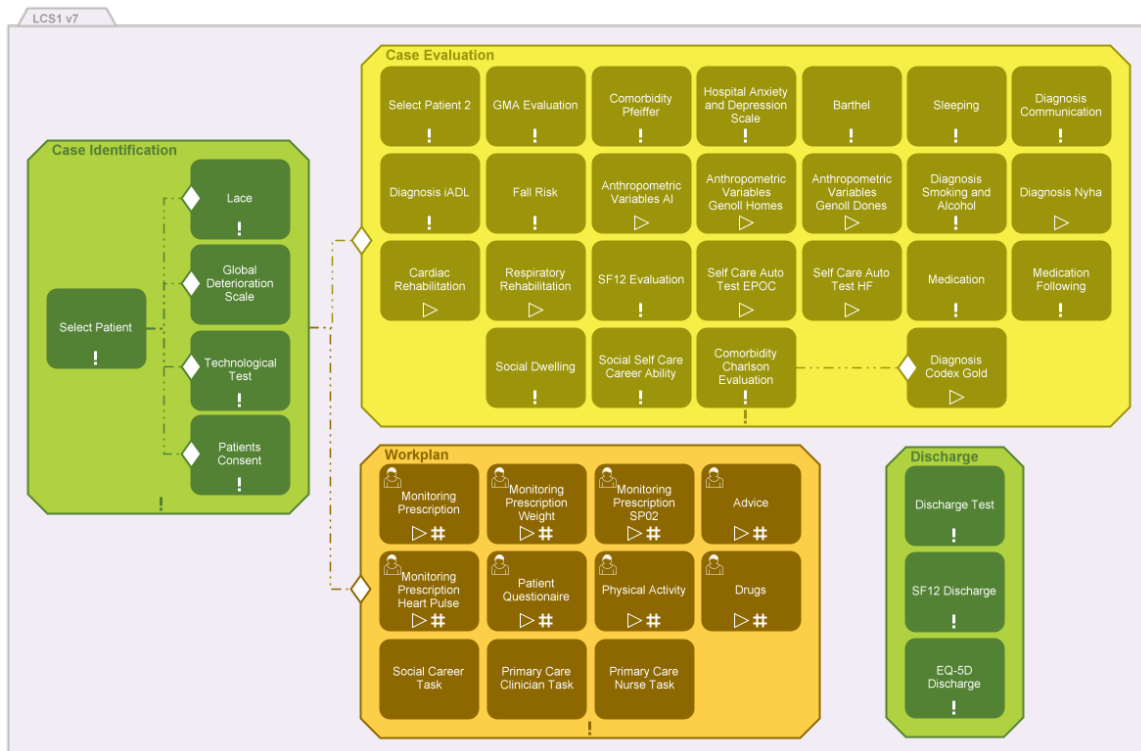 LCS1 v7
Case Identification
Select Patient
!
Lace
!
Global
Deterioration
Scale
Technological
Test
!
Patients
Consent
!
!
Case Evaluation
Select Patient 2
!
GMA Evaluation
!
Comorbidity
Pfeiffer
!
Hospital Anxiety
and Depression
Scale
!
Barthel
!
Sleeping
!
Diagnosis
Communication
!
Diagnosis iADL
!
Fall Risk
!
Anthropometric
Variables AI
Anthropometric
Variables
Genoll Homes
Anthropometric
Variables
Genoll Dones
Diagnosis
Smoking and
Alcohol
!
Diagnosis Nyha
Cardiac
Rehabilitation
Respiratory
Rehabilitation
SF12 Evaluation
!
Self Care Auto
Test EPOC
Self Care Auto
Test HF
Medication
!
Medication
Following
!
Social Dwelling
!
Social Self Care
Career Ability
!
Comorbidity
Charlson
Evaluation
!
Diagnosis
Codex Gold
!
Workplan
Monitoring
Prescription
#
Monitoring
Prescription
Weight
#
Monitoring
Prescription
SP02
#
Advice
#
Monitoring
Prescription
Heart Pulse
#
Patient
Questionaire
#
Physical Activity
#
Drugs
#
Social Career
Task
Primary Care
Clinician Task
Primary Care
Nurse Task
!
Discharge
Discharge Test
!
SF12 Discharge
!
EQ-5D
Discharge
!